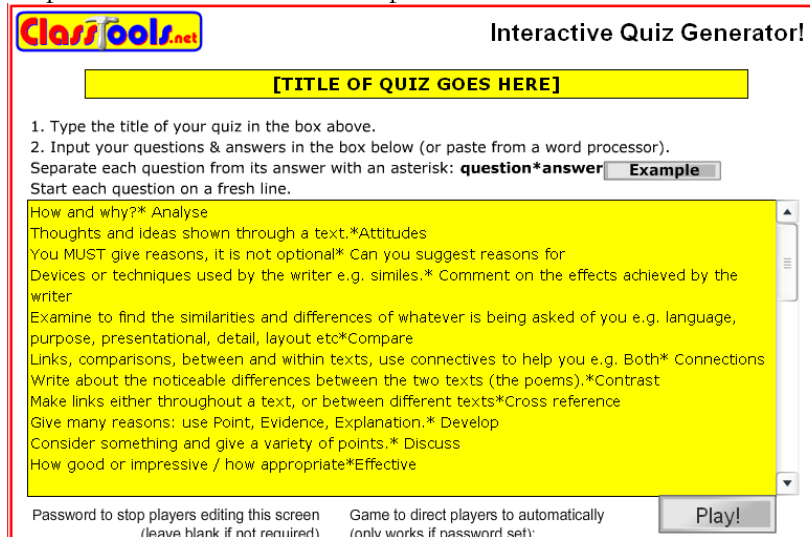 ClassTools.net
Interactive Quiz Generator!
[TITLE OF QUIZ GOES HERE]
1. Type the title of your quiz in the box above.
2. Input your questions & answers in the box below (or paste from a word processor).
Separate each question from its answer with an asterisk: question*answer Example
Start each question on a fresh line.
How and why?* Analyse
Thoughts and ideas shown through a text.*Attitudes
You MUST give reasons, it is not optional* Can you suggest reasons for
Devices or techniques used by the writer e.g. similes.* Comment on the effects achieved by the
writer
Examine to find the similarities and differences of whatever is being asked of you e.g. language,
purpose, presentational, detail, layout etc*Compare
Links, comparisons, between and within texts, use connectives to help you e.g. Both* Connections
Write about the noticeable differences between the two texts (the poems).*Contrast
Make links either throughout a text, or between different texts*Cross reference
Give many reasons: use Point, Evidence, Explanation.* Develop
Consider something and give a variety of points.* Discuss
How good or impressive / how appropriate*Effective
Password to stop players editing this screen
(leave blank if not required)
Game to direct players to automatically
(only works if password set):
Play!